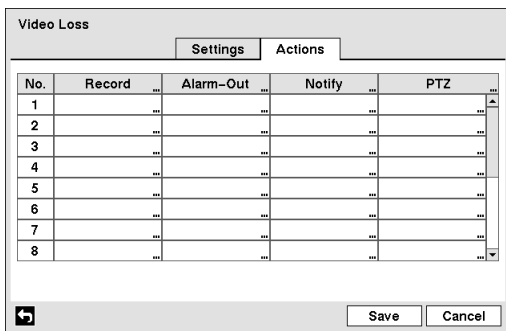 Video Loss
Settings Actions
No. Record ... Alarm-Out ... Notify ... PTZ ...
1 ... ... ... ...
2 ... ... ... ...
3 ... ... ... ...
4 ... ... ... ...
5 ... ... ... ...
6 ... ... ... ...
7 ... ... ... ...
8 ... ... ... ...
Save Cancel